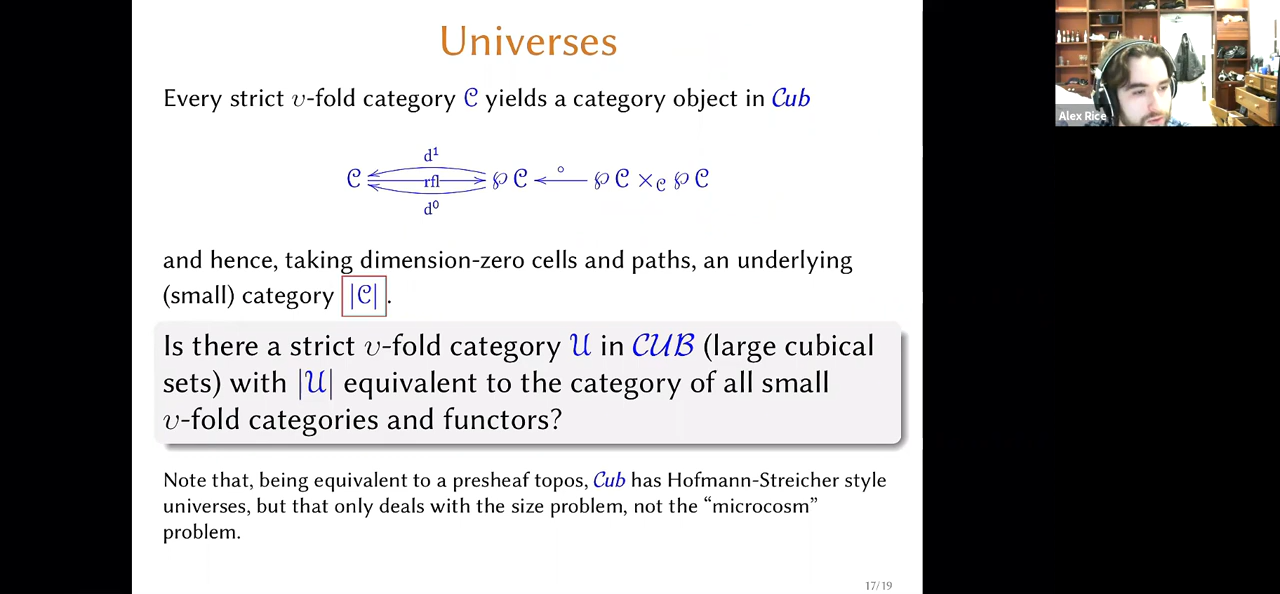 Universes
Every strict υ-fold category 𝒞 yields a category object in 𝒞ub
d¹
𝒞 rfl ℘ 𝒞 ∘ ℘ 𝒞 ×𝒞 ℘ 𝒞
d⁰
and hence, taking dimension-zero cells and paths, an underlying
(small) category |𝒞|.
Is there a strict υ-fold category 𝒰 in 𝒞𝒰ℬ (large cubical
sets) with |𝒰| equivalent to the category of all small
υ-fold categories and functors?
Note that, being equivalent to a presheaf topos, 𝒞ub has Hofmann-Streicher style
universes, but that only deals with the size problem, not the “microcosm”
problem.
17/19
Alex Rice